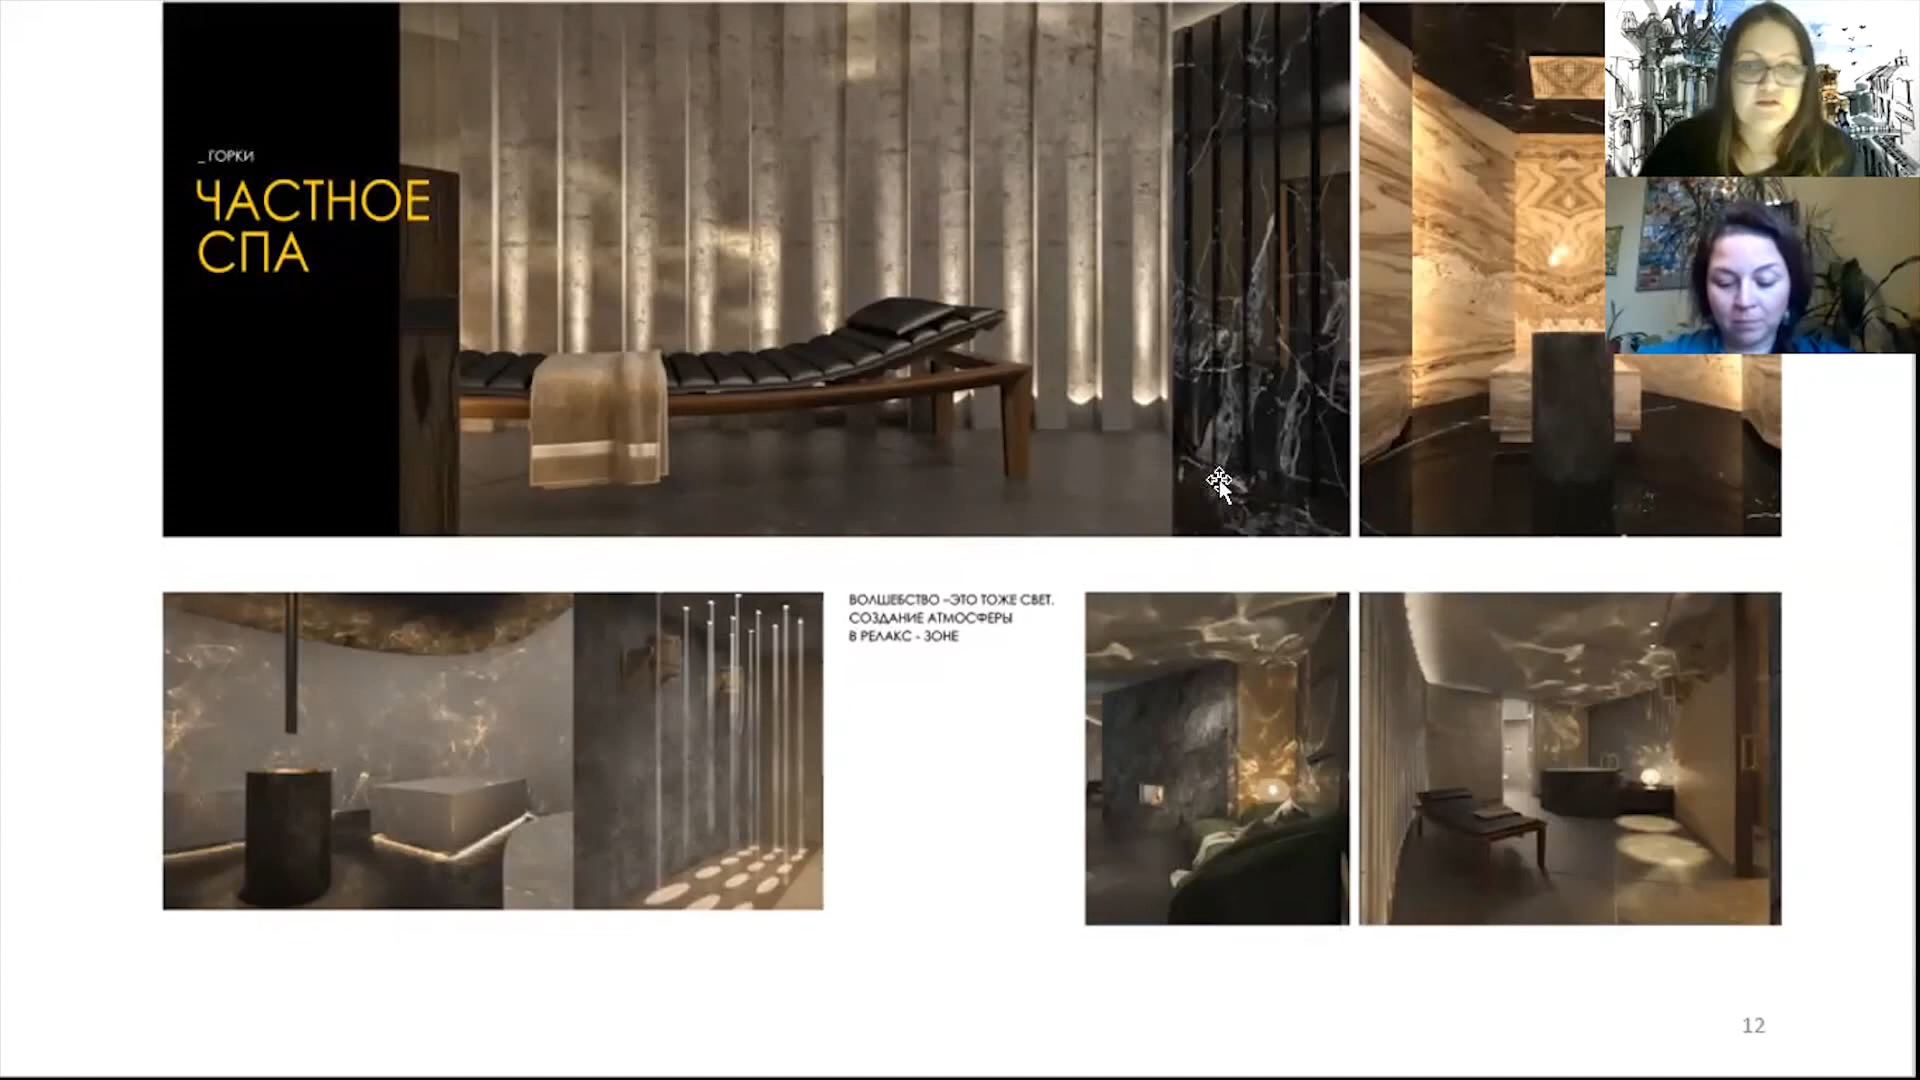 _ГОРКИ
ЧАСТНОЕ
СПА
ВОЛШЕБСТВО –ЭТО ТОЖЕ СВЕТ.
СОЗДАНИЕ АТМОСФЕРЫ
В РЕЛАКС - ЗОНЕ
12